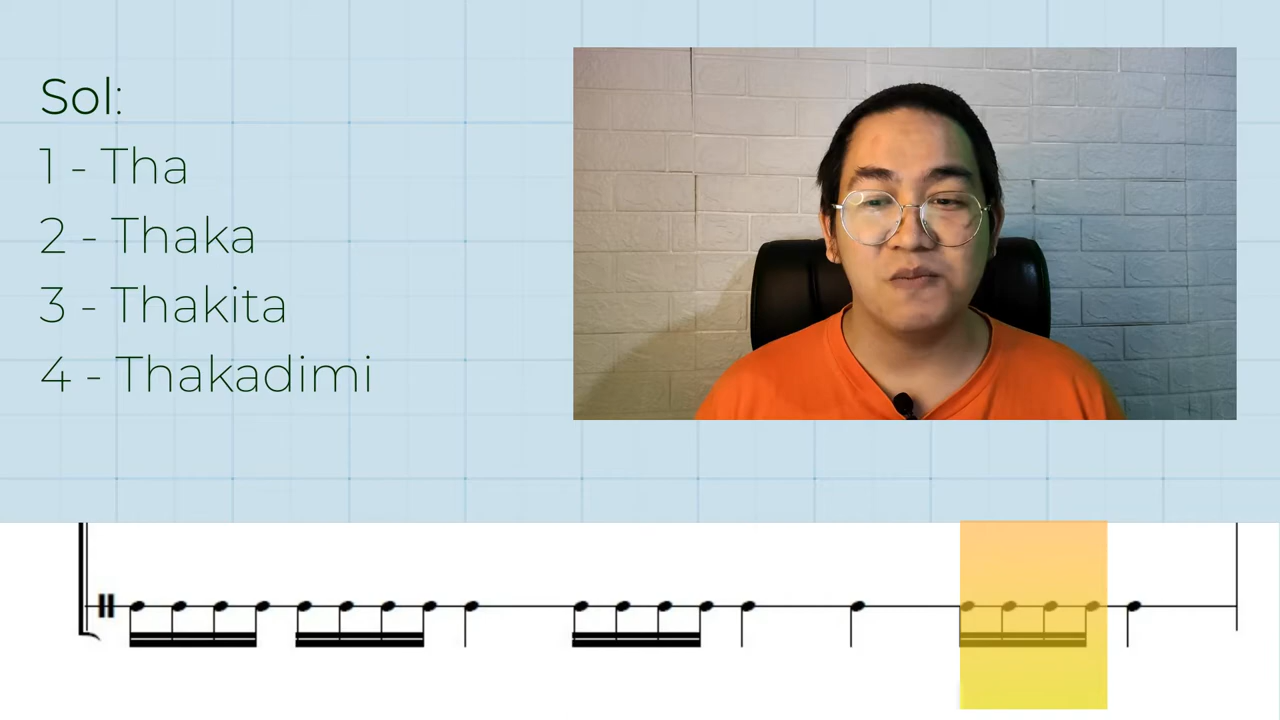 Sol:
1 - Tha
2 - Thaka
3 - Thakita
4 - Thakadimi